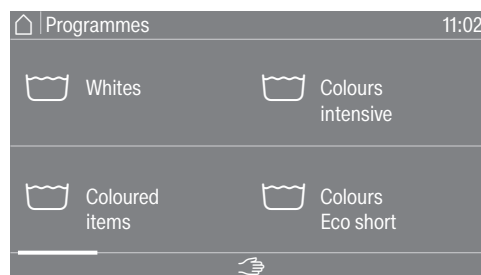 Programmes 11:02
Whites
Colours
intensive
Coloured
items
Colours
Eco short